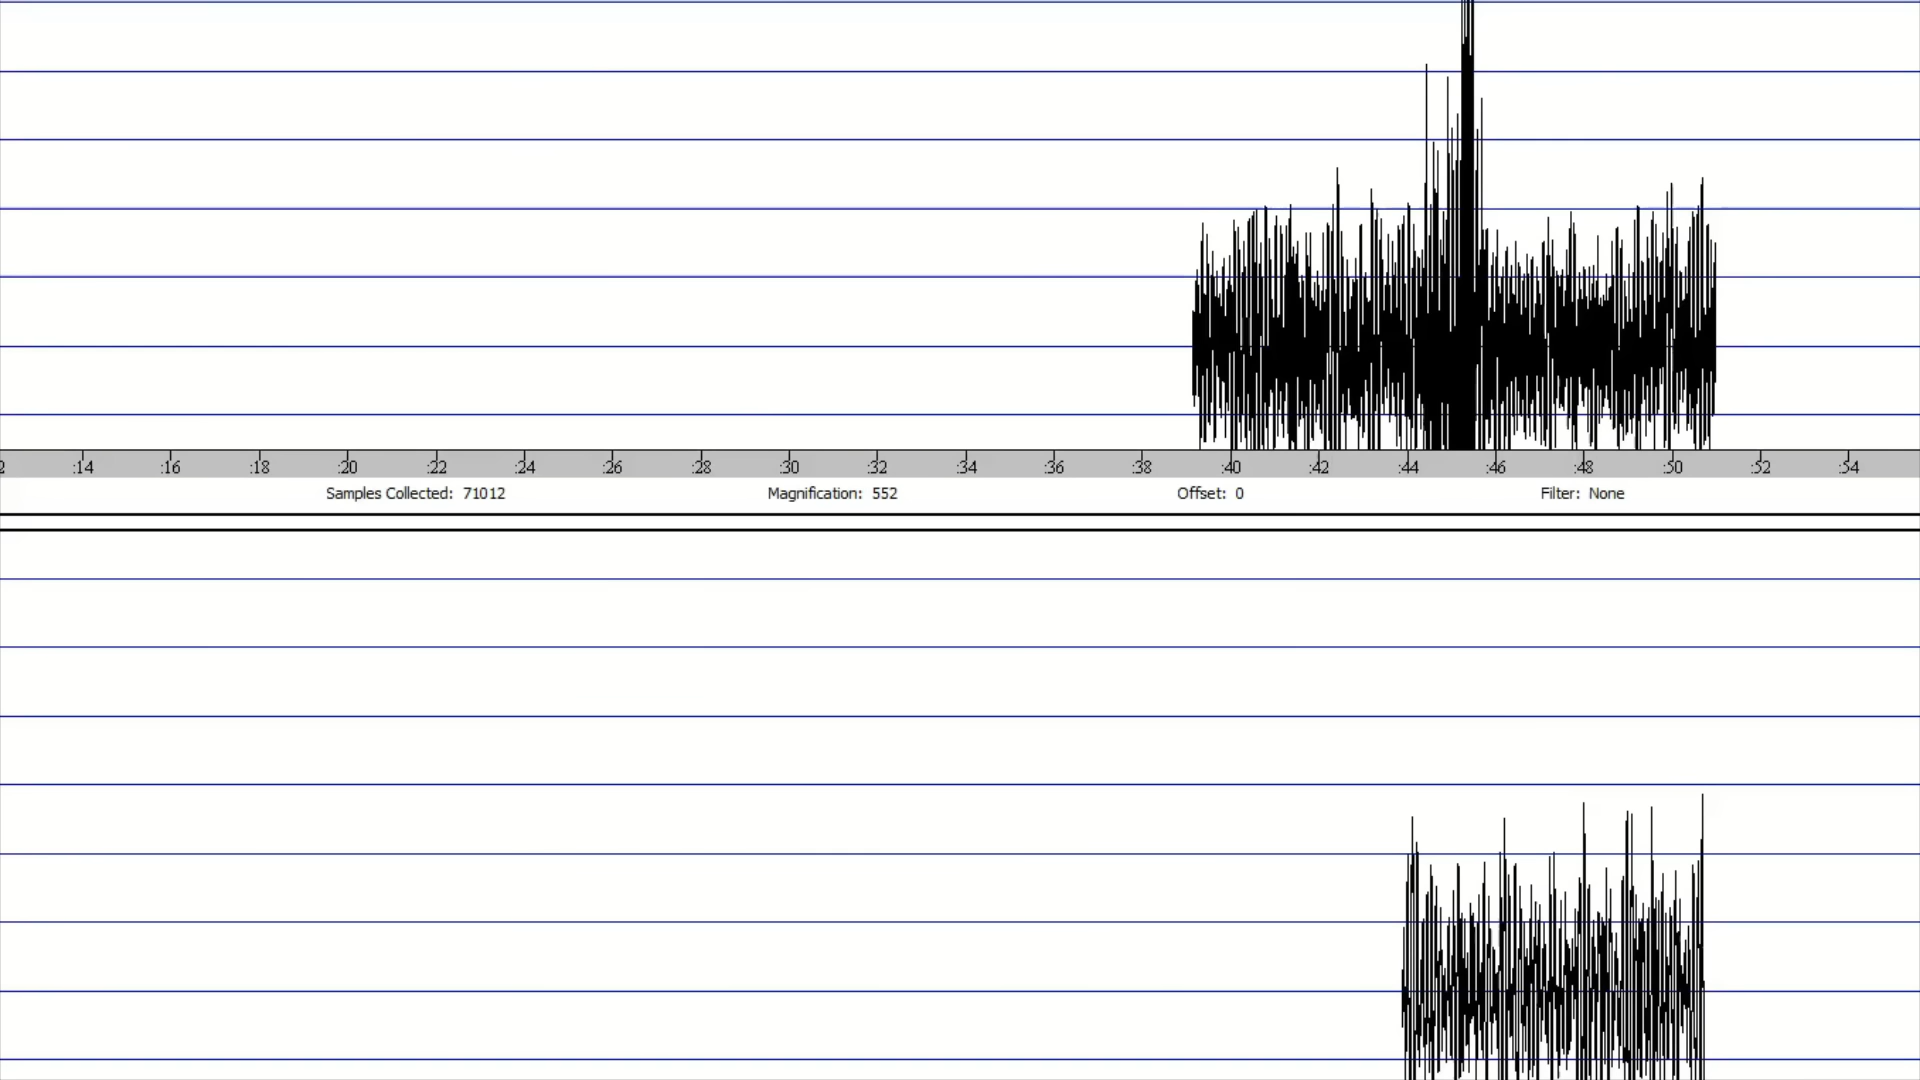 2 :14 :16 :18 :20 :22 :24 :26 :28 :30 :32 :34 :36 :38 :40 :42 :44 :46 :48 :50 :52 :54
Samples Collected: 71012 Magnification: 552 Offset: 0 Filter: None